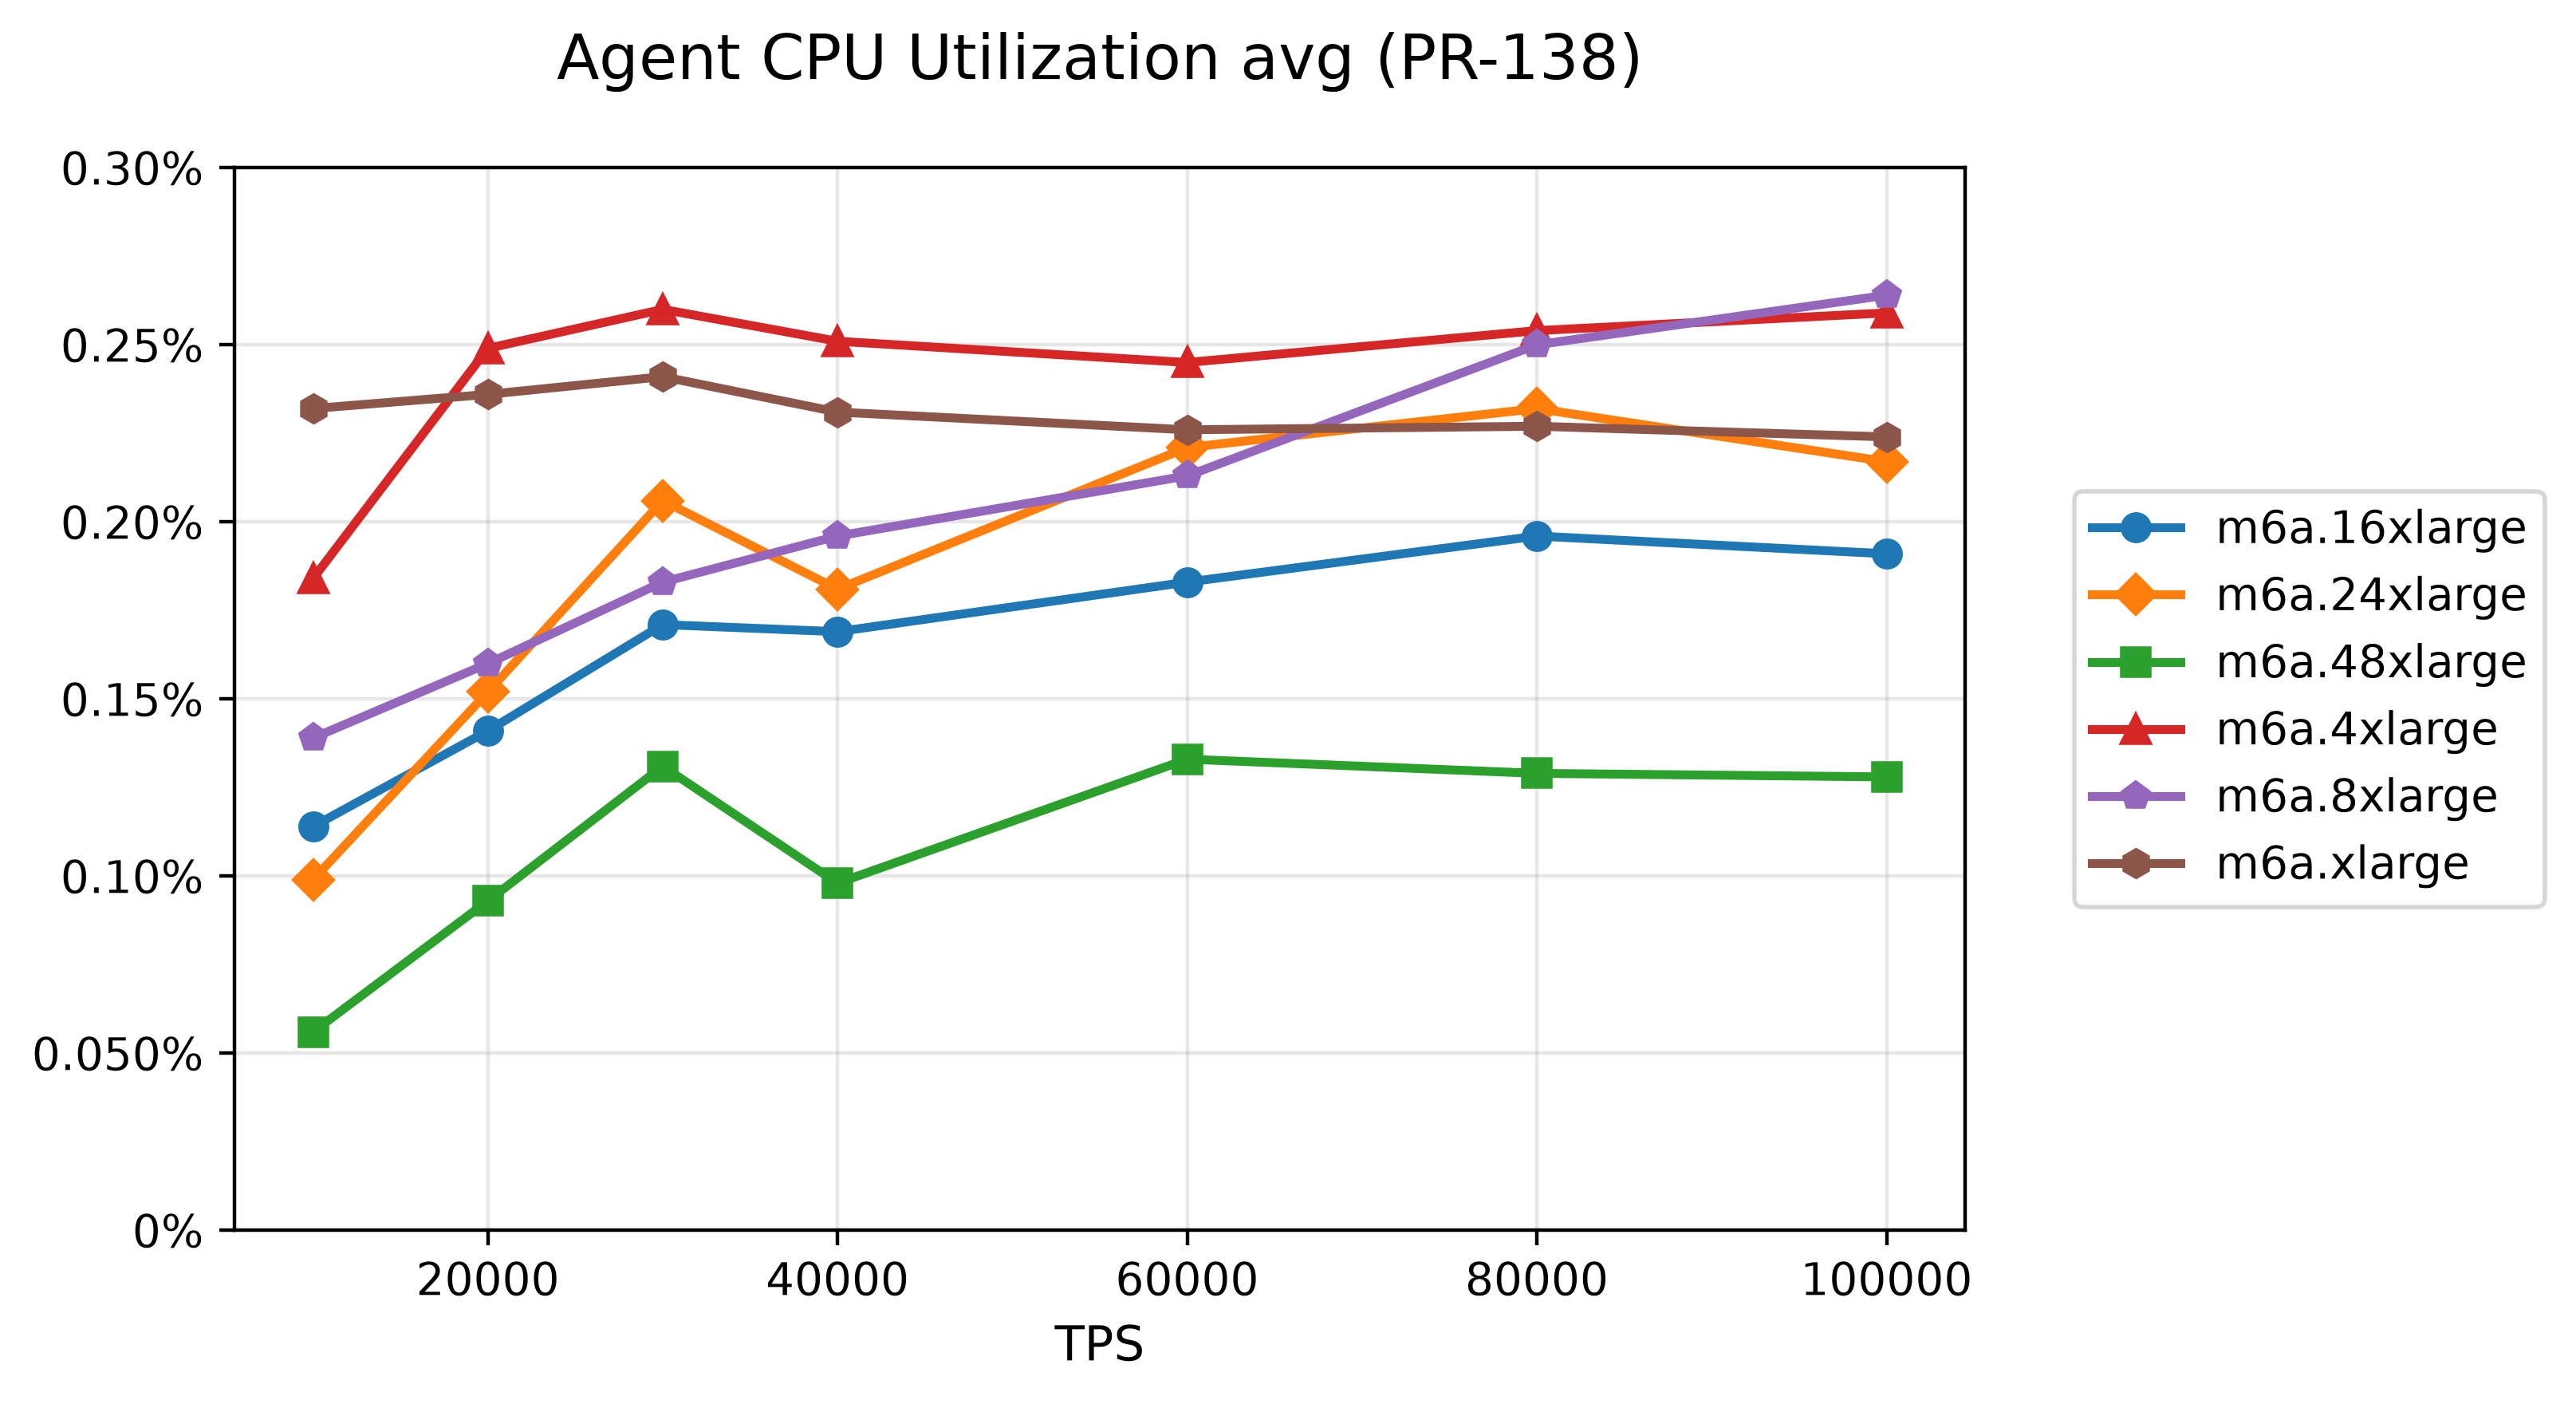 Agent CPU Utilization avg (PR-138)
0.30%
0.25%
0.20%
0.15%
0.10%
0.050%
0%
20000 40000 60000 80000 100000
TPS
m6a.16xlarge
m6a.24xlarge
m6a.48xlarge
m6a.4xlarge
m6a.8xlarge
m6a.xlarge